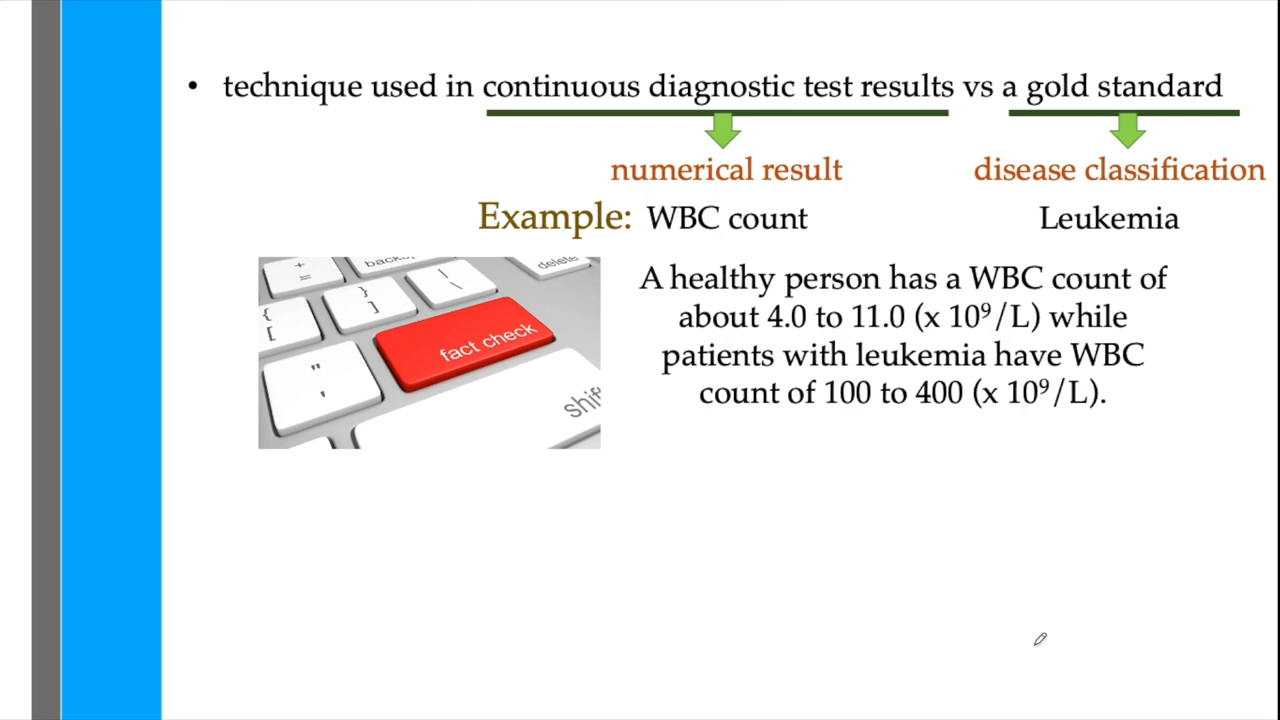 • technique used in continuous diagnostic test results vs a gold standard
numerical result
disease classification
Example: WBC count
Leukemia
A healthy person has a WBC count of
about 4.0 to 11.0 (x 10⁹/L) while
patients with leukemia have WBC
count of 100 to 400 (x 10⁹/L).
+
=
delete
{
[
}
]
|
\
fact check
"
,